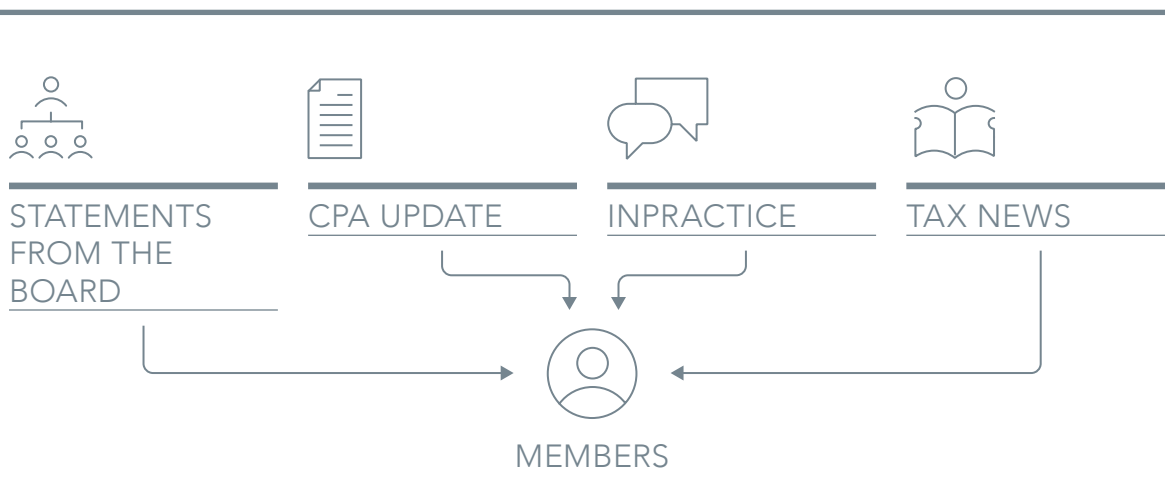 STATEMENTS
FROM THE
BOARD
CPA UPDATE
INPRACTICE
TAX NEWS
MEMBERS